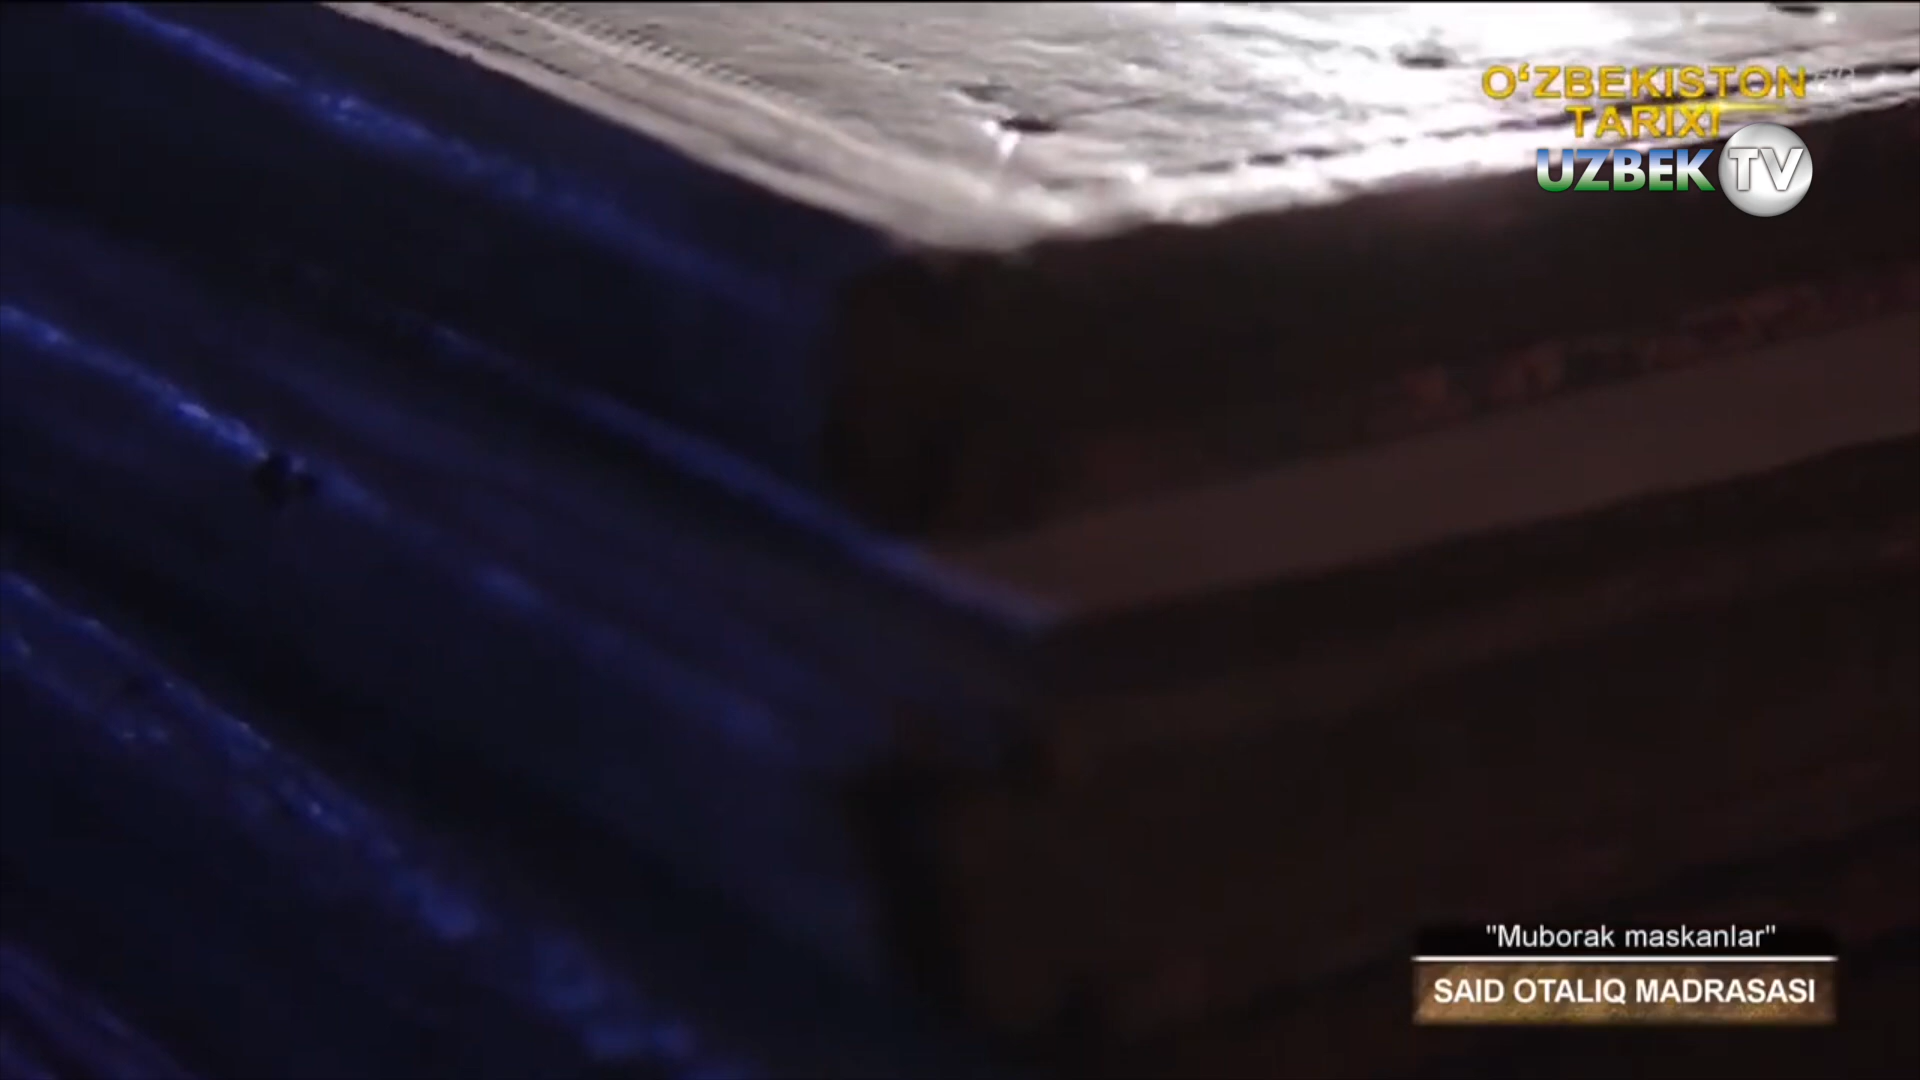 O‘ZBEKISTON
TARIXI
UZBEK TV
"Muborak maskanlar"
SAID OTALIQ MADRASASI